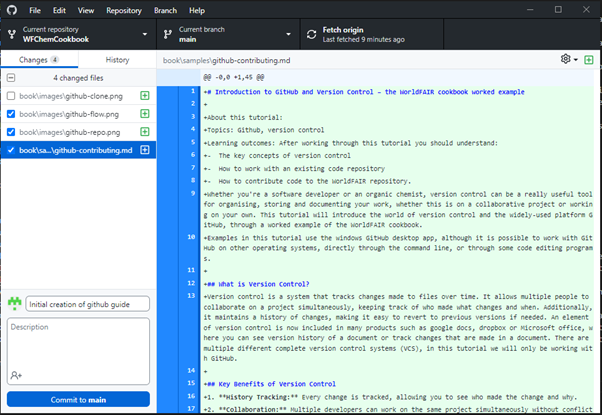 File Edit View Repository Branch Help
Current repository
WFChemCookbook
Current branch
main
Fetch origin
Last fetched 9 minutes ago
Changes 4 History
book\samples\github-contributing.md
4 changed files
@@ -0,0 +1,45 @@
book\images\github-clone.png
book\images\github-flow.png
book\images\github-repo.png
book\sa...\github-contributing.md
1 +# Introduction to GitHub and Version Control – the WorldFAIR cookbook worked example
2 +
3 +About this tutorial:
4 +Topics: Github, version control
5 +Learning outcomes: After working through this tutorial you should understand:
6 +- The key concepts of version control
7 +- How to work with an existing code repository
8 +- How to contribute code to the WorldFAIR repository.
9 +Whether you're a software developer or an organic chemist, version control can be a really useful tool
for organising, storing and documenting your work, whether this is on a collaborative project or workin
g on your own. This tutorial will introduce the world of version control and the widely-used platform G
itHub, through a worked example of the WorldFAIR cookbook.
10 +Examples in this tutorial use the windows GitHub desktop app, although it is possible to work with Git
Hub on other operating systems, directly through the command line, or through some code editing program
s.
11 +
12 +## What is Version Control?
13 +Version control is a system that tracks changes made to files over time. It allows multiple people to
collaborate on a project simultaneously, keeping track of who made what changes and when. Additionally,
it maintains a history of changes, making it easy to revert to previous versions if needed. An element
of version control is now included in many products such as google docs, dropbox or Microsoft office, w
here you can see version history of a document or track changes that are made in a document. There are
multiple different complete version control systems (VCS), in this tutorial we will only be working wit
h GitHub.
14 +
15 +## Key Benefits of Version Control
16 +1. **History Tracking:** Every change is tracked, allowing you to see who made the change and why.
17 +2. **Collaboration:** Multiple developers can work on the same project simultaneously without conflict
Initial creation of github guide
Description
Commit to main